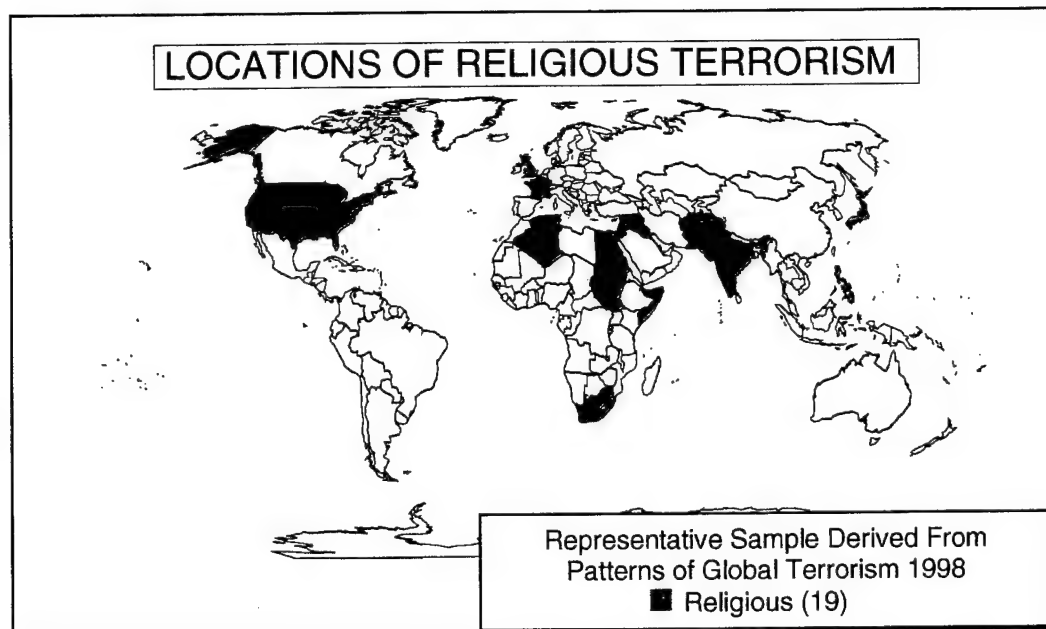 LOCATIONS OF RELIGIOUS TERRORISM
Representative Sample Derived From
Patterns of Global Terrorism 1998
Religious (19)